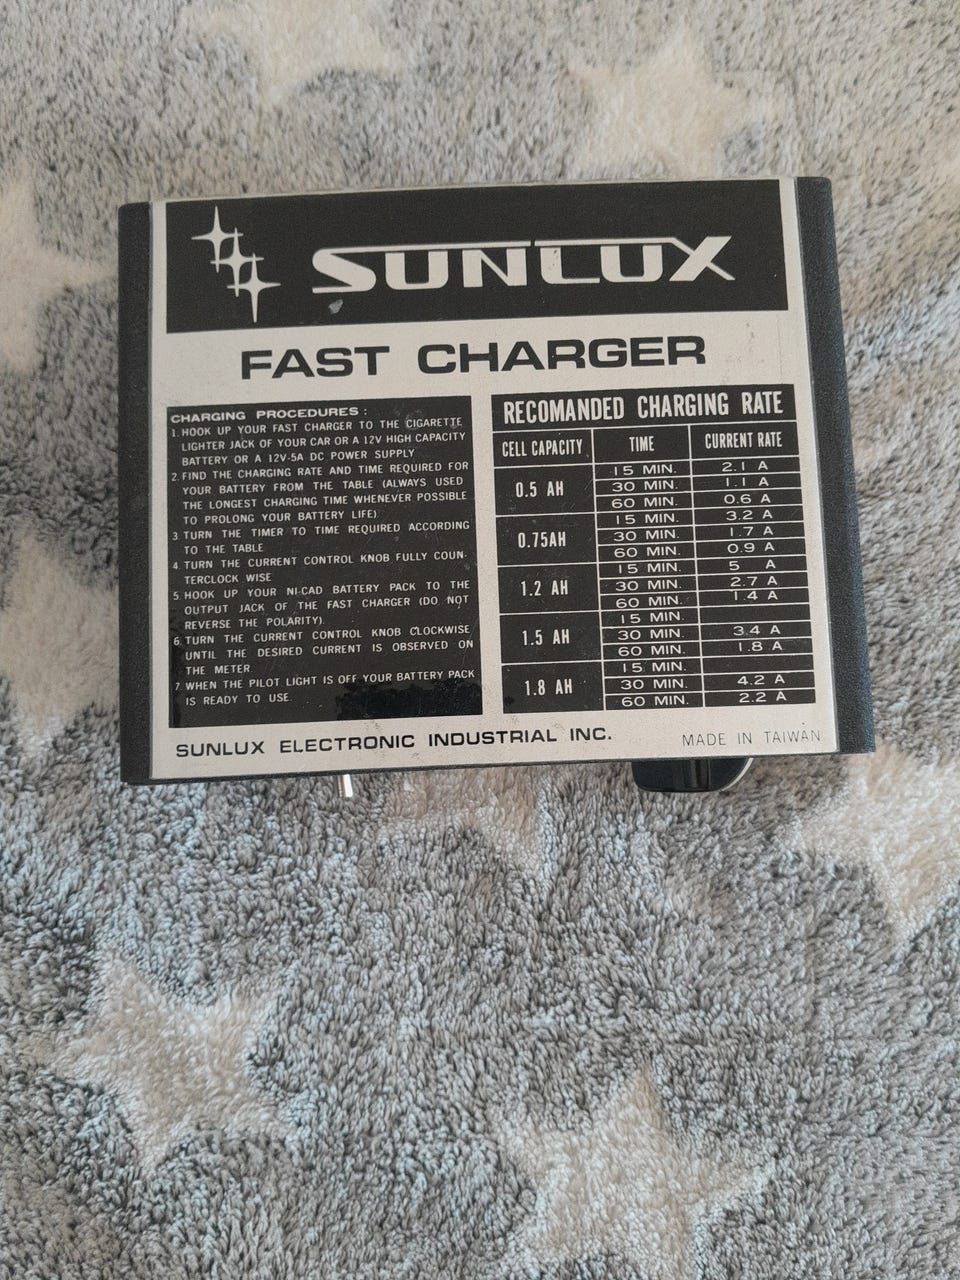 SUNLUX
FAST CHARGER
CHARGING PROCEDURES :
1. HOOK UP YOUR FAST CHARGER TO THE CIGARETTE
LIGHTER JACK OF YOUR CAR OR A 12V HIGH CAPACITY
BATTERY OR A 12V-5A DC POWER SUPPLY
2. FIND THE CHARGING RATE AND TIME REQUIRED FOR
YOUR BATTERY FROM THE TABLE (ALWAYS USED
THE LONGEST CHARGING TIME WHENEVER POSSIBLE
TO PROLONG YOUR BATTERY LIFE).
3. TURN THE TIMER TO TIME REQUIRED ACCORDING
TO THE TABLE
4. TURN THE CURRENT CONTROL KNOB FULLY COUN-
TERCLOCK WISE
5. HOOK UP YOUR NI-CAD BATTERY PACK TO THE
OUTPUT JACK OF THE FAST CHARGER (DO NOT
REVERSE THE POLARITY).
6. TURN THE CURRENT CONTROL KNOB CLOCKWISE
UNTIL THE DESIRED CURRENT IS OBSERVED ON
THE METER
7. WHEN THE PILOT LIGHT IS OFF YOUR BATTERY PACK
IS READY TO USE.
RECOMANDED CHARGING RATE
CELL CAPACITY TIME CURRENT RATE
0.5 AH
15 MIN. 2.1 A
30 MIN. 1.1 A
60 MIN. 0.6 A
0.75AH
15 MIN. 3.2 A
30 MIN. 1.7 A
60 MIN. 0.9 A
1.2 AH
15 MIN. 5 A
30 MIN. 2.7 A
60 MIN. 1.4 A
1.5 AH
15 MIN.
30 MIN. 3.4 A
60 MIN. 1.8 A
1.8 AH
15 MIN.
30 MIN. 4.2 A
60 MIN. 2.2 A
SUNLUX ELECTRONIC INDUSTRIAL INC.
MADE IN TAIWAN